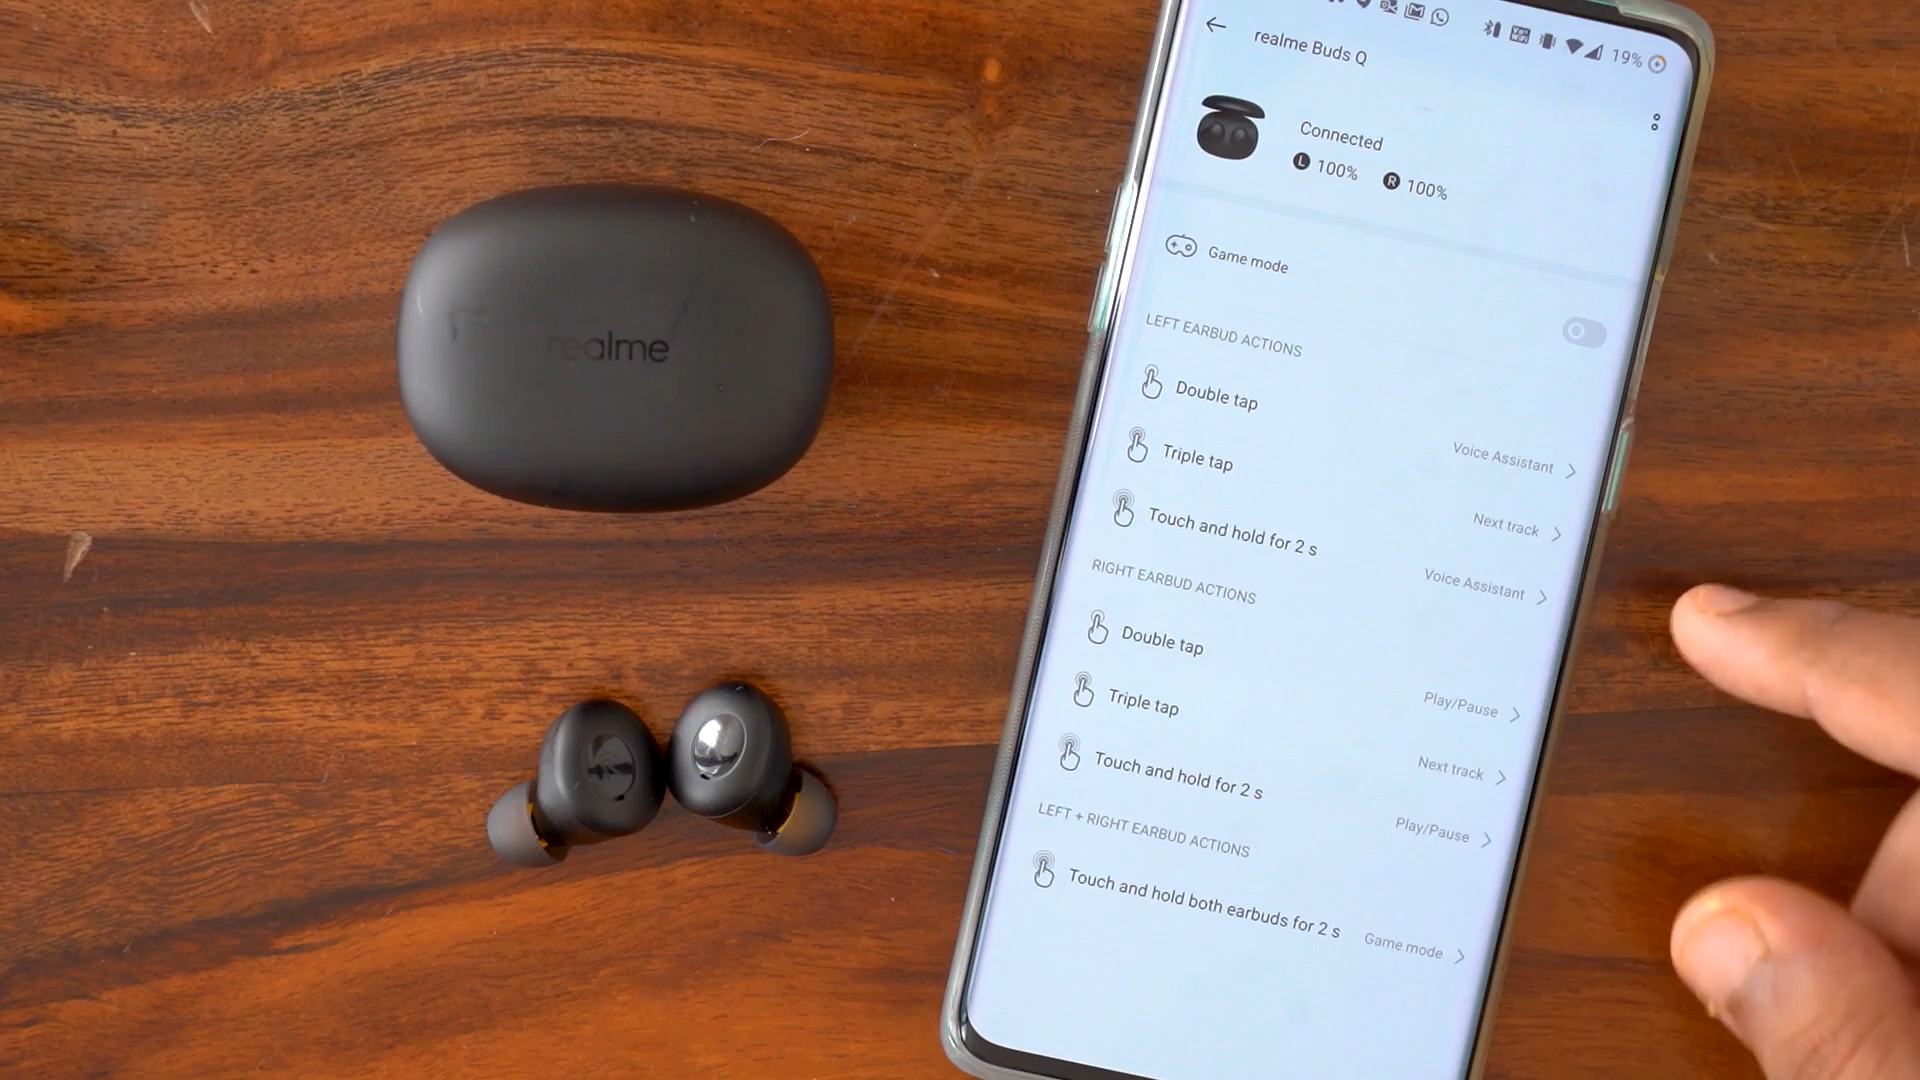 realme
19%
realme Buds Q
Connected
L 100% R 100%
Game mode
LEFT EARBUD ACTIONS
Double tap
Voice Assistant
Triple tap
Next track
Touch and hold for 2 s
Voice Assistant
RIGHT EARBUD ACTIONS
Double tap
Play/Pause
Triple tap
Next track
Touch and hold for 2 s
Play/Pause
LEFT + RIGHT EARBUD ACTIONS
Touch and hold both earbuds for 2 s
Game mode